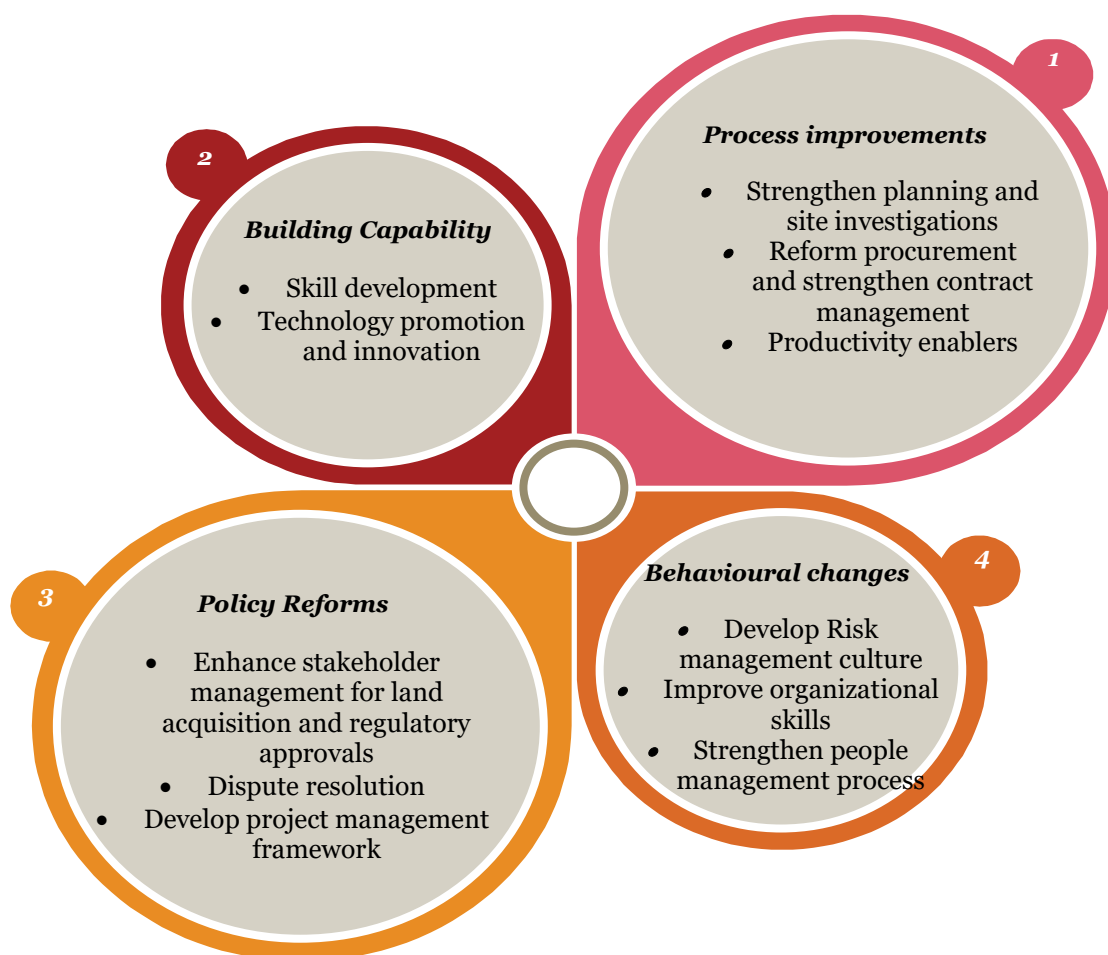 1
Process improvements
• Strengthen planning and
site investigations
• Reform procurement
and strengthen contract
management
• Productivity enablers
2
Building Capability
• Skill development
• Technology promotion
and innovation
3
Policy Reforms
• Enhance stakeholder
management for land
acquisition and regulatory
approvals
• Dispute resolution
• Develop project management
framework
4
Behavioural changes
• Develop Risk
management culture
• Improve organizational
skills
• Strengthen people
management process